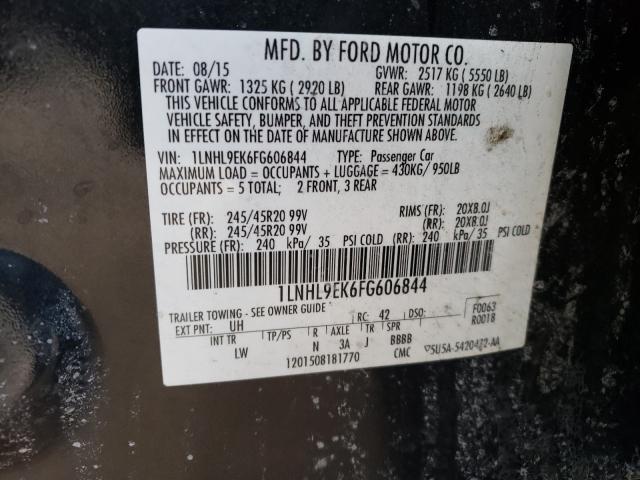 MFD. BY FORD MOTOR CO.
DATE: 08/15 GVWR: 2517 KG ( 5550 LB)
FRONT GAWR: 1325 KG ( 2920 LB) REAR GAWR: 1198 KG ( 2640 LB)
THIS VEHICLE CONFORMS TO ALL APPLICABLE FEDERAL MOTOR
VEHICLE SAFETY, BUMPER, AND THEFT PREVENTION STANDARDS
IN EFFECT ON THE DATE OF MANUFACTURE SHOWN ABOVE.
VIN: 1LNHL9EK6FG606844 TYPE: Passenger Car
MAXIMUM LOAD = OCCUPANTS + LUGGAGE = 430KG/ 950LB
OCCUPANTS = 5 TOTAL; 2 FRONT, 3 REAR
TIRE (FR): 245/45R20 99V RIMS (FR): 20X8.0J
(RR): 245/45R20 99V (RR): 20X8.0J
PRESSURE (FR): 240 kPa/ 35 PSI COLD (RR): 240 kPa/ 35 PSI COLD
1LNHL9EK6FG606844
TRAILER TOWING - SEE OWNER GUIDE / F0063
EXT PNT: UH RC: 42 DSO: R0018
INT TR TP/PS R AXLE TR SPR
LW N 3A J BBBB
1201508181770 CMC